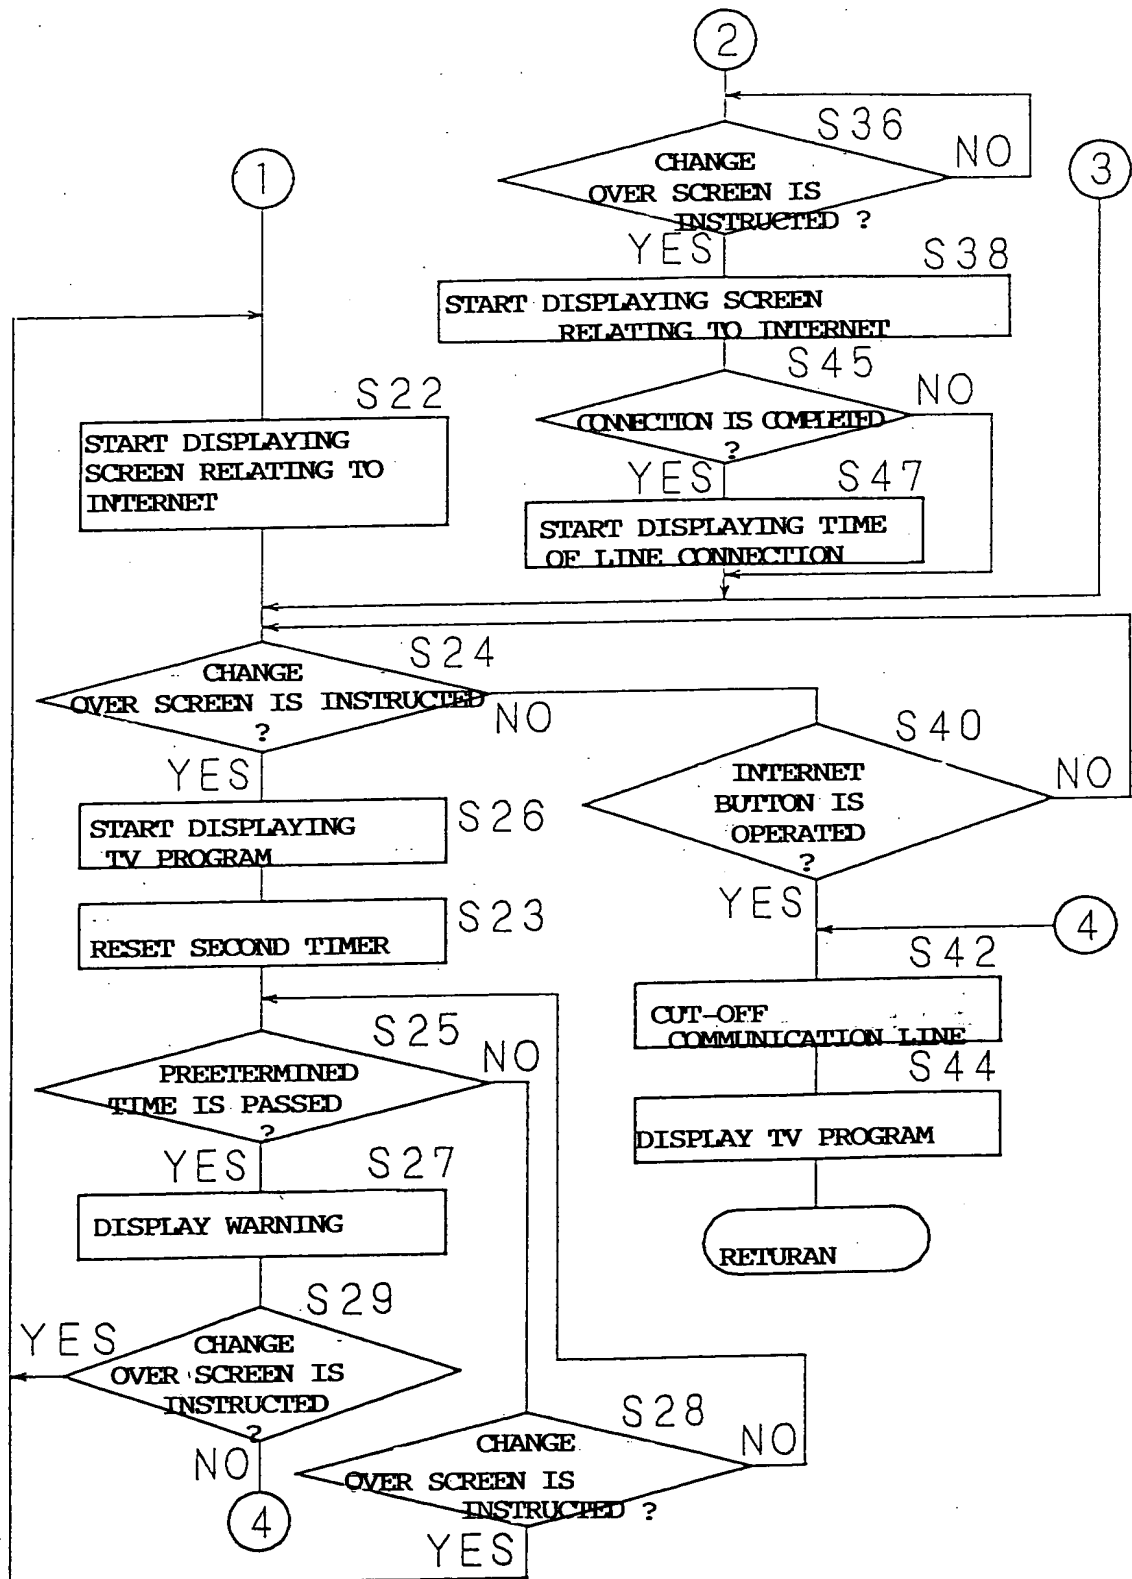 2
S36
CHANGE
OVER SCREEN IS
INSTRUCTED ?
NO
3
1
YES
S38
START DISPLAYING SCREEN
RELATING TO INTERNET
S45
NO
CONNECTION IS COMPLETED
?
S22
START DISPLAYING
SCREEN RELATING TO
INTERNET
YES
S47
START DISPLAYING TIME
OF LINE CONNECTION
S24
CHANGE
OVER SCREEN IS INSTRUCTED
?
NO
YES
S40
INTERNET
BUTTON IS
OPERATED
?
NO
S26
START DISPLAYING
TV PROGRAM
YES
S23
RESET SECOND TIMER
4
S42
CUT-OFF
COMMUNICATION LINE
S25
PREETERMINED
TIME IS PASSED
?
NO
S44
DISPLAY TV PROGRAM
YES
S27
DISPLAY WARNING
RETURAN
S29
YES
CHANGE
OVER SCREEN IS
INSTRUCTED
?
NO
4
S28
CHANGE
OVER SCREEN IS
INSTRUCTED ?
NO
YES